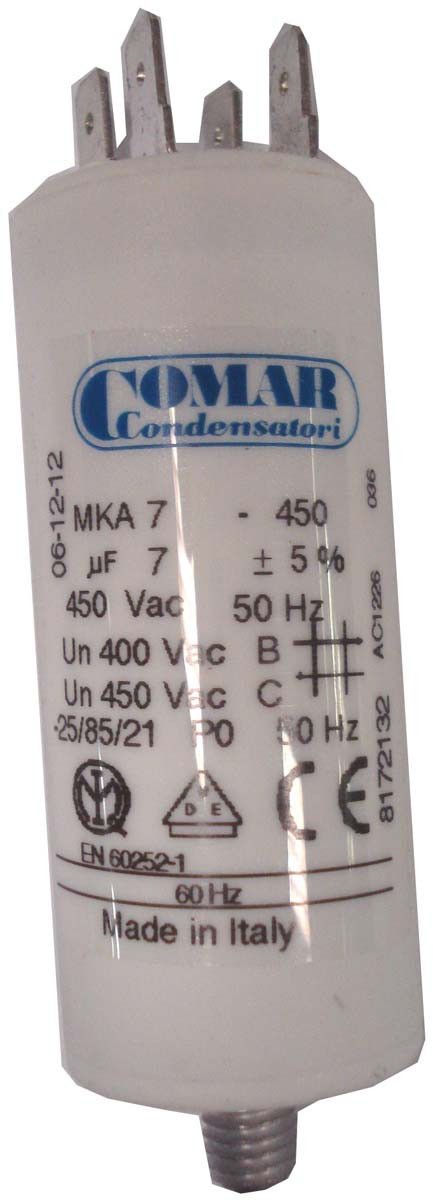 COMAR
Condensatori
MKA 7 - 450
µF 7 ± 5 %
450 Vac 50 Hz
Un 400 Vac B
Un 450 Vac C
-25/85/21 P0 50 Hz
D E
CE
EN 60252-1
60 Hz
Made in Italy
06-12-12
8172132 AC1226 036